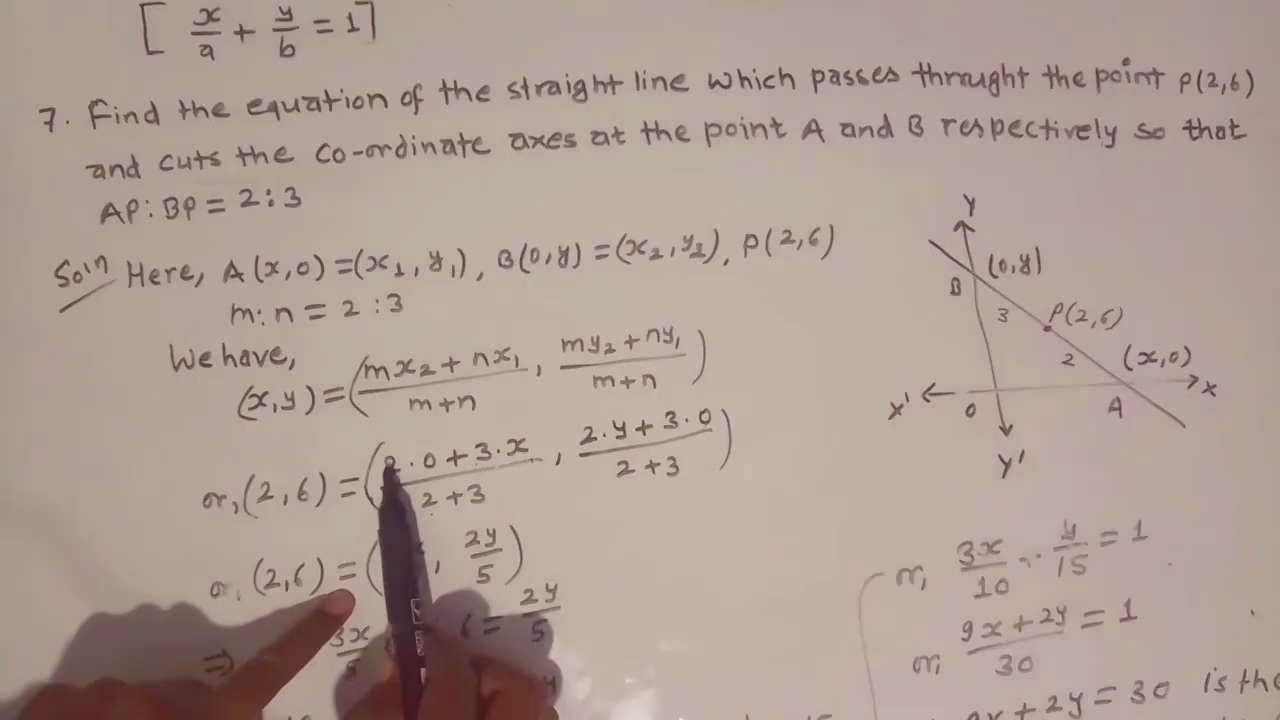 [ x/a + y/b = 1 ]
7. Find the equation of the straight line which passes throught the point P(2,6)
and cuts the co-ordinate axes at the point A and B respectively so that
AP : BP = 2 : 3
Soln Here, A(x,0) = (x₁, y₁), B(0,y) = (x₂, y₂), P(2,6)
m : n = 2 : 3
We have,
(x,y) = ( mx₂ + nx₁ / m+n , my₂ + ny₁ / m+n )
or, (2,6) = ( 2·0 + 3·x / 2+3 , 2·y + 3·0 / 2+3 )
or, (2,6) = ( , 2y/5 )
⇒ 3x/5 6 = 2y/5
Y
B (0,y)
3 P(2,6)
2 (x,0)
X' O A X
Y'
or, 3x/10 y/15 = 1
or, 9x + 2y / 30 = 1
x + 2y = 30 is the